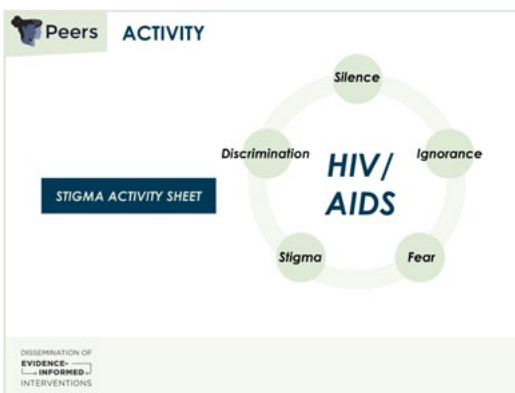 Peers
ACTIVITY
Silence
Discrimination
Ignorance
HIV/
AIDS
STIGMA ACTIVITY SHEET
Stigma
Fear
DISSEMINATION OF
EVIDENCE-
INFORMED
INTERVENTIONS